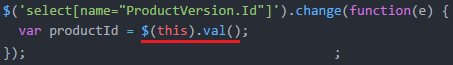 $('select[name="ProductVersion.Id"]').change(function(e) {
  var productId = $(this).val();
});                                            ;